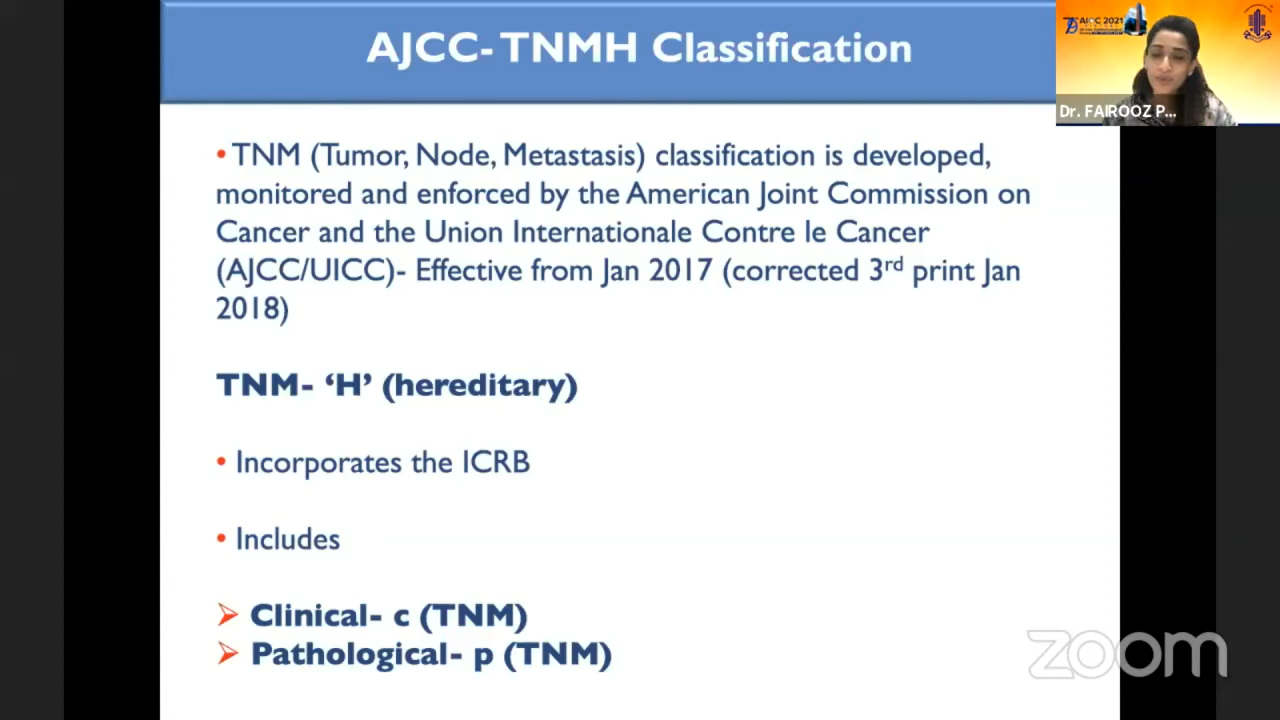 AJCC- TNMH Classification
• TNM (Tumor, Node, Metastasis) classification is developed,
monitored and enforced by the American Joint Commission on
Cancer and the Union Internationale Contre le Cancer
(AJCC/UICC)- Effective from Jan 2017 (corrected 3rd print Jan
2018)
TNM- ‘H’ (hereditary)
• Incorporates the ICRB
• Includes
➢ Clinical- c (TNM)
➢ Pathological- p (TNM)
AIOC 2021
Dr. FAIROOZ P...
zoom